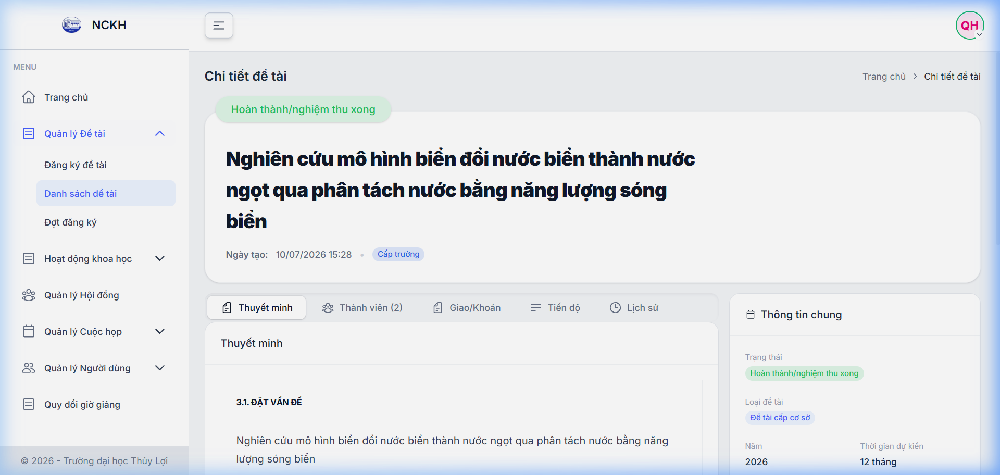 NCKH
QH
MENU
Trang chủ
Quản lý Đề tài
Đăng ký đề tài
Danh sách đề tài
Đợt đăng ký
Hoạt động khoa học
Quản lý Hội đồng
Quản lý Cuộc họp
Quản lý Người dùng
Quy đổi giờ giảng
© 2026 - Trường đại học Thủy Lợi
Chi tiết đề tài
Trang chủ > Chi tiết đề tài
Hoàn thành/nghiệm thu xong
Nghiên cứu mô hình biển đổi nước biển thành nước
ngọt qua phân tách nước bằng năng lượng sóng
biển
Ngày tạo: 10/07/2026 15:28 • Cấp trường
Thuyết minh
Thành viên (2)
Giao/Khoán
Tiến độ
Lịch sử
Thuyết minh
3.1. ĐẶT VẤN ĐỀ
Nghiên cứu mô hình biển đổi nước biển thành nước ngọt qua phân tách nước bằng năng
lượng sóng biển
Thông tin chung
Trạng thái
Hoàn thành/nghiệm thu xong
Loại đề tài
Đề tài cấp cơ sở
Năm
2026
Thời gian dự kiến
12 tháng